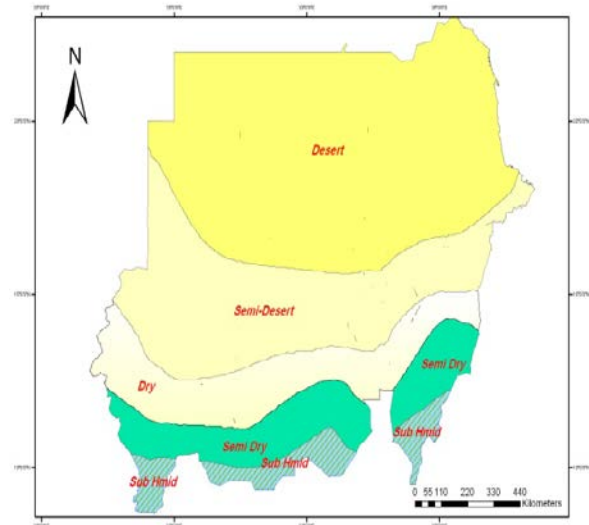 N
Desert
Semi-Desert
Dry
Semi Dry
Sub Hmid
Semi Dry
Sub Hmid
Sub Hmid
0 55 110 220 330 440
Kilometers